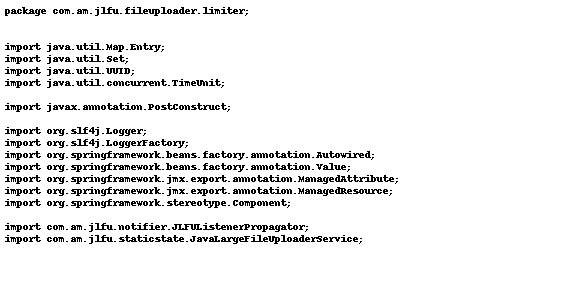 package com.am.jlfu.fileuploader.limiter;
import java.util.Map.Entry;
import java.util.Set;
import java.util.UUID;
import java.util.concurrent.TimeUnit;
import javax.annotation.PostConstruct;
import org.slf4j.Logger;
import org.slf4j.LoggerFactory;
import org.springframework.beans.factory.annotation.Autowired;
import org.springframework.beans.factory.annotation.Value;
import org.springframework.jmx.export.annotation.ManagedAttribute;
import org.springframework.jmx.export.annotation.ManagedResource;
import org.springframework.stereotype.Component;
import com.am.jlfu.notifier.JLFUListenerPropagator;
import com.am.jlfu.staticstate.JavaLargeFileUploaderService;